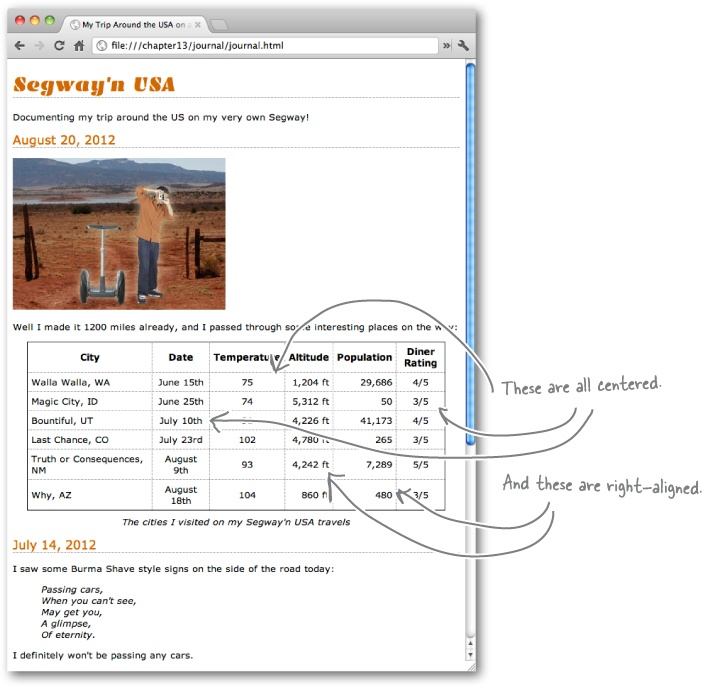 My Trip Around the USA on a
file:///chapter13/journal/journal.html
Segway'n USA
Documenting my trip around the US on my very own Segway!
August 20, 2012
Well I made it 1200 miles already, and I passed through some interesting places on the way:
City Date Temperature Altitude Population Diner Rating
Walla Walla, WA June 15th 75 1,204 ft 29,686 4/5
Magic City, ID June 25th 74 5,312 ft 50 3/5
Bountiful, UT July 10th 4,226 ft 41,173 4/5
Last Chance, CO July 23rd 102 4,780 ft 265 3/5
Truth or Consequences, NM August 9th 93 4,242 ft 7,289 5/5
Why, AZ August 18th 104 860 ft 480 3/5
The cities I visited on my Segway'n USA travels
These are all centered.
And these are right-aligned.
July 14, 2012
I saw some Burma Shave style signs on the side of the road today:
Passing cars,
When you can't see,
May get you,
A glimpse,
Of eternity.
I definitely won't be passing any cars.